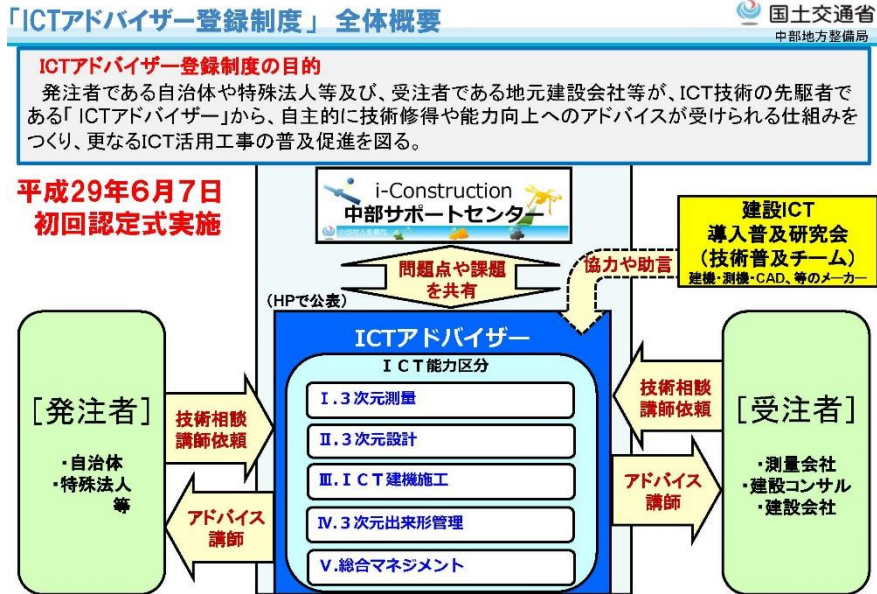 「ICTアドバイザー登録制度」 全体概要
国土交通省
中部地方整備局
ICTアドバイザー登録制度の目的
発注者である自治体や特殊法人等及び、受注者である地元建設会社等が、ICT技術の先駆者で
ある「 ICTアドバイザー」から、自主的に技術修得や能力向上へのアドバイスが受けられる仕組みを
つくり、更なるICT活用工事の普及促進を図る。
平成29年6月7日
初回認定式実施
i-Construction
中部サポートセンター
中部地方整備局
建設ICT
導入普及研究会
(技術普及チーム)
建機・測機・CAD、等のメーカー
問題点や課題
を共有
協力や助言
(HPで公表)
ICTアドバイザー
ICT能力区分
Ⅰ.3次元測量
Ⅱ.3次元設計
Ⅲ.ICT建機施工
Ⅳ.3次元出来形管理
Ⅴ.総合マネジメント
[発注者]
・自治体
・特殊法人
等
技術相談
講師依頼
アドバイス
講師
技術相談
講師依頼
アドバイス
講師
[受注者]
・測量会社
・建設コンサル
・建設会社